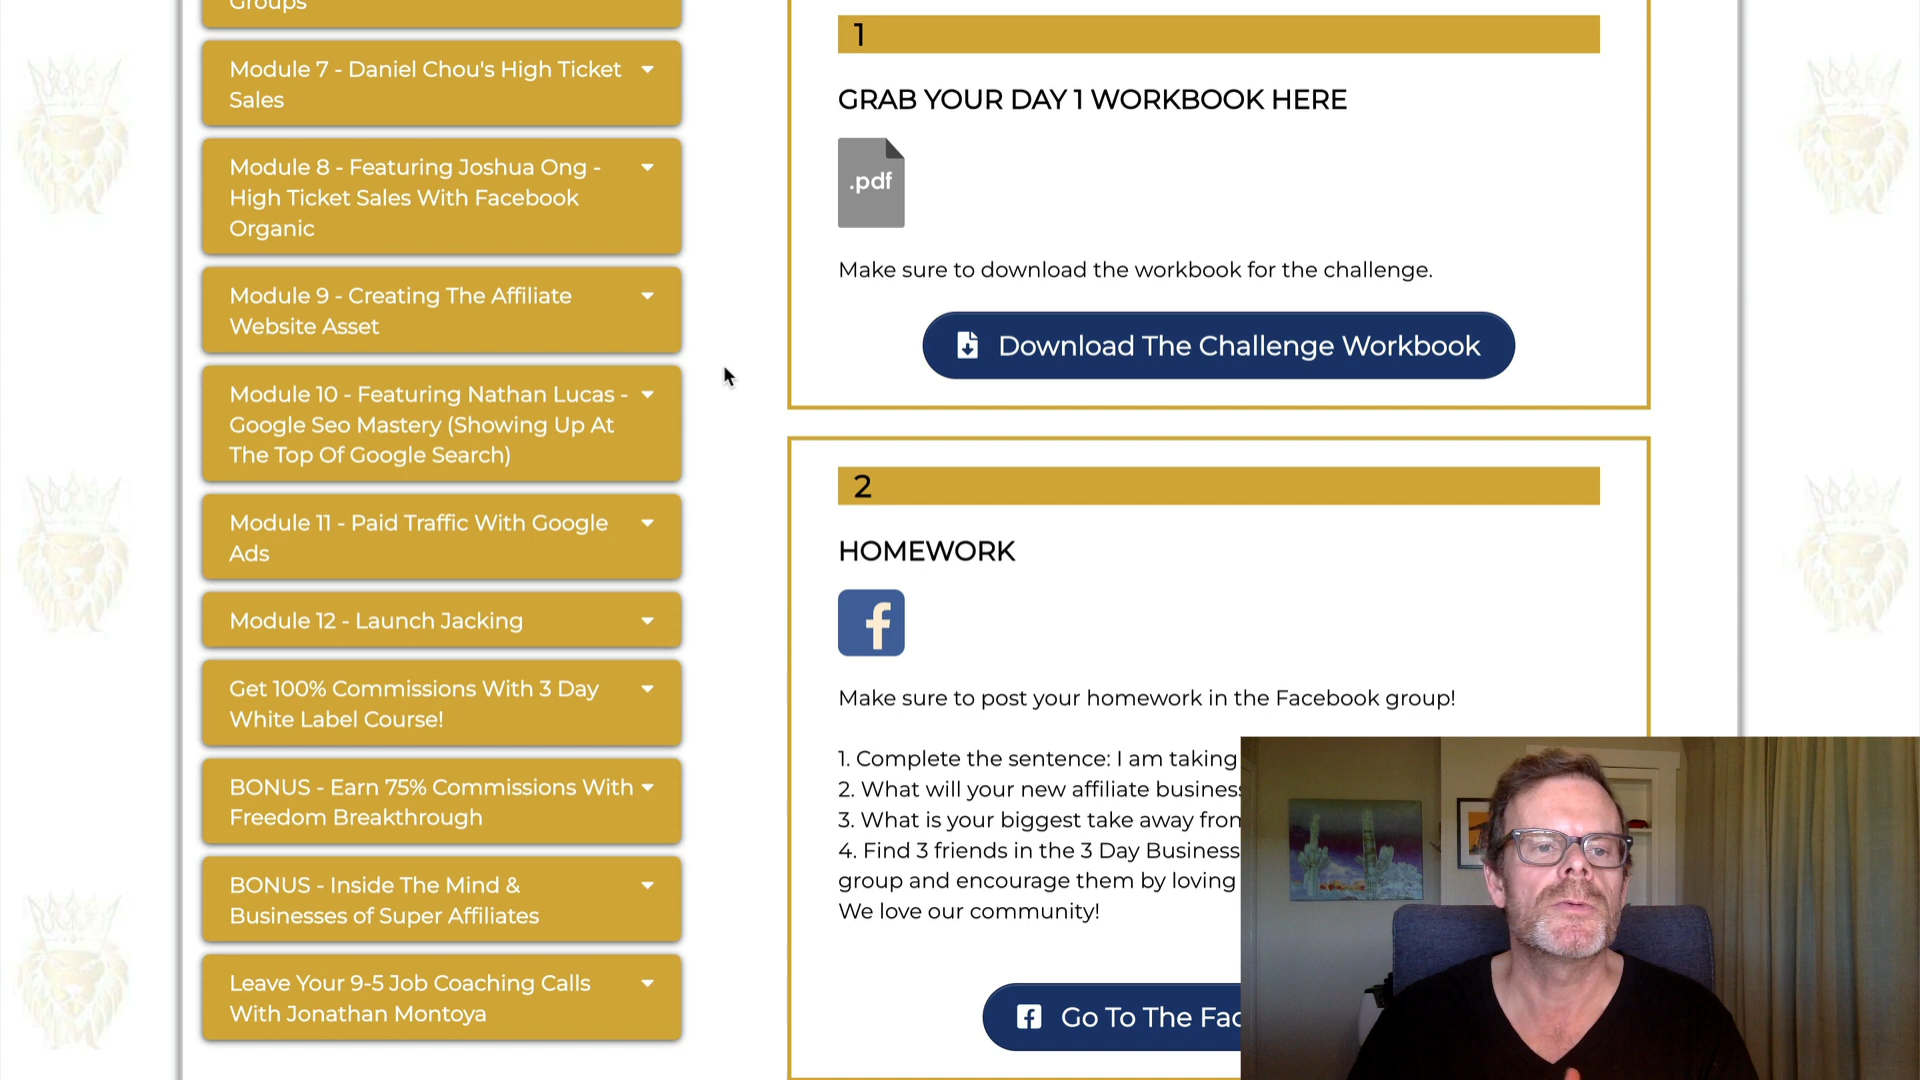 Groups
Module 7 - Daniel Chou's High Ticket
Sales
Module 8 - Featuring Joshua Ong -
High Ticket Sales With Facebook
Organic
Module 9 - Creating The Affiliate
Website Asset
Module 10 - Featuring Nathan Lucas -
Google Seo Mastery (Showing Up At
The Top Of Google Search)
Module 11 - Paid Traffic With Google
Ads
Module 12 - Launch Jacking
Get 100% Commissions With 3 Day
White Label Course!
BONUS - Earn 75% Commissions With
Freedom Breakthrough
BONUS - Inside The Mind &
Businesses of Super Affiliates
Leave Your 9-5 Job Coaching Calls
With Jonathan Montoya
1
GRAB YOUR DAY 1 WORKBOOK HERE
.pdf
Make sure to download the workbook for the challenge.
Download The Challenge Workbook
2
HOMEWORK
f
Make sure to post your homework in the Facebook group!
1. Complete the sentence: I am taking
2. What will your new affiliate business
3. What is your biggest take away from
4. Find 3 friends in the 3 Day Business
group and encourage them by loving
We love our community!
Go To The Fac
JM
JM
JM
JM
JM